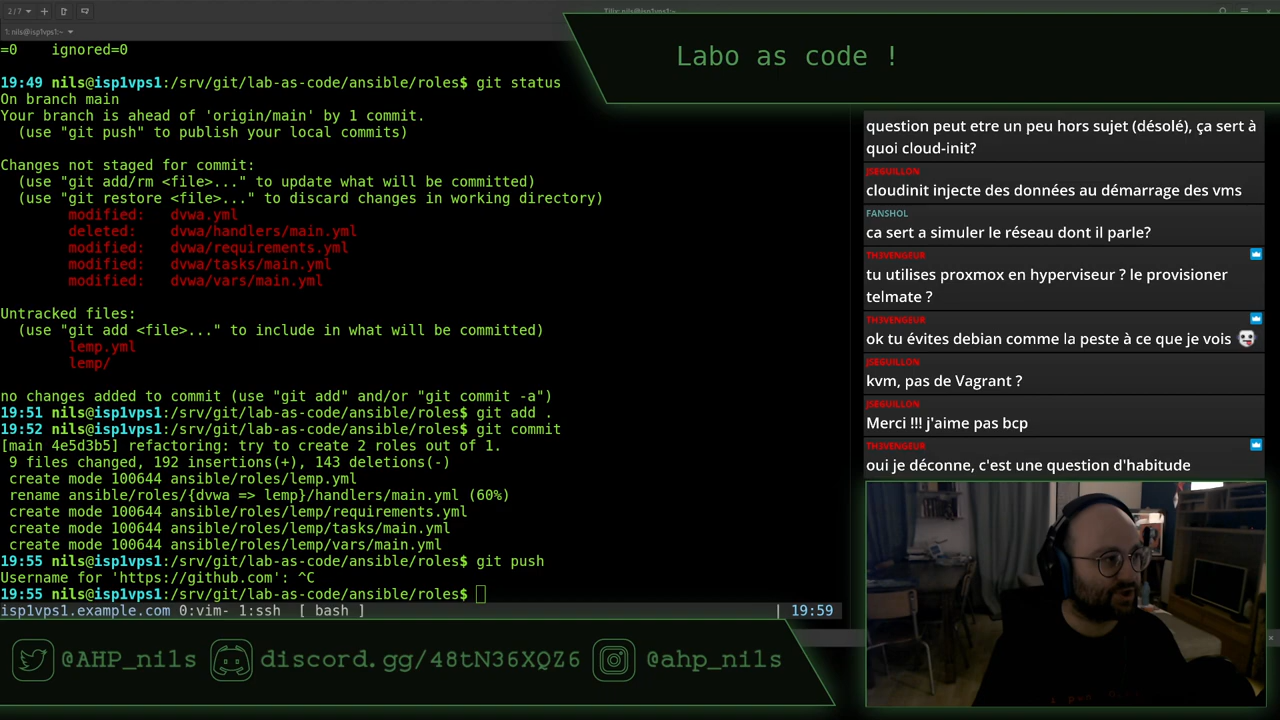 2/7
Tilix: nils@isp1vps1:~
1: nils@isp1vps1:~
=0    ignored=0
19:49 nils@isp1vps1:/srv/git/lab-as-code/ansible/roles$ git status
On branch main
Your branch is ahead of 'origin/main' by 1 commit.
  (use "git push" to publish your local commits)
Changes not staged for commit:
  (use "git add/rm <file>..." to update what will be committed)
  (use "git restore <file>..." to discard changes in working directory)
        modified:   dvwa.yml
        deleted:    dvwa/handlers/main.yml
        modified:   dvwa/requirements.yml
        modified:   dvwa/tasks/main.yml
        modified:   dvwa/vars/main.yml
Untracked files:
  (use "git add <file>..." to include in what will be committed)
        lemp.yml
        lemp/
no changes added to commit (use "git add" and/or "git commit -a")
19:51 nils@isp1vps1:/srv/git/lab-as-code/ansible/roles$ git add .
19:52 nils@isp1vps1:/srv/git/lab-as-code/ansible/roles$ git commit
[main 4e5d3b5] refactoring: try to create 2 roles out of 1.
 9 files changed, 192 insertions(+), 143 deletions(-)
 create mode 100644 ansible/roles/lemp.yml
 rename ansible/roles/{dvwa => lemp}/handlers/main.yml (60%)
 create mode 100644 ansible/roles/lemp/requirements.yml
 create mode 100644 ansible/roles/lemp/tasks/main.yml
 create mode 100644 ansible/roles/lemp/vars/main.yml
19:55 nils@isp1vps1:/srv/git/lab-as-code/ansible/roles$ git push
Username for 'https://github.com': ^C
19:55 nils@isp1vps1:/srv/git/lab-as-code/ansible/roles$
isp1vps1.example.com 0:vim- 1:ssh  [ bash ] | 19:59
Labo as code !
question peut etre un peu hors sujet (désolé), ça sert à
quoi cloud-init?
JSEGUILLON
cloudinit injecte des données au démarrage des vms
FANSHOL
ca sert a simuler le réseau dont il parle?
TH3VENGEUR
tu utilises proxmox en hyperviseur ? le provisioner
telmate ?
TH3VENGEUR
ok tu évites debian comme la peste à ce que je vois
JSEGUILLON
kvm, pas de Vagrant ?
JSEGUILLON
Merci !!! j'aime pas bcp
TH3VENGEUR
oui je déconne, c'est une question d'habitude
@AHP_nils discord.gg/48tN36XQZ6 @ahp_nils